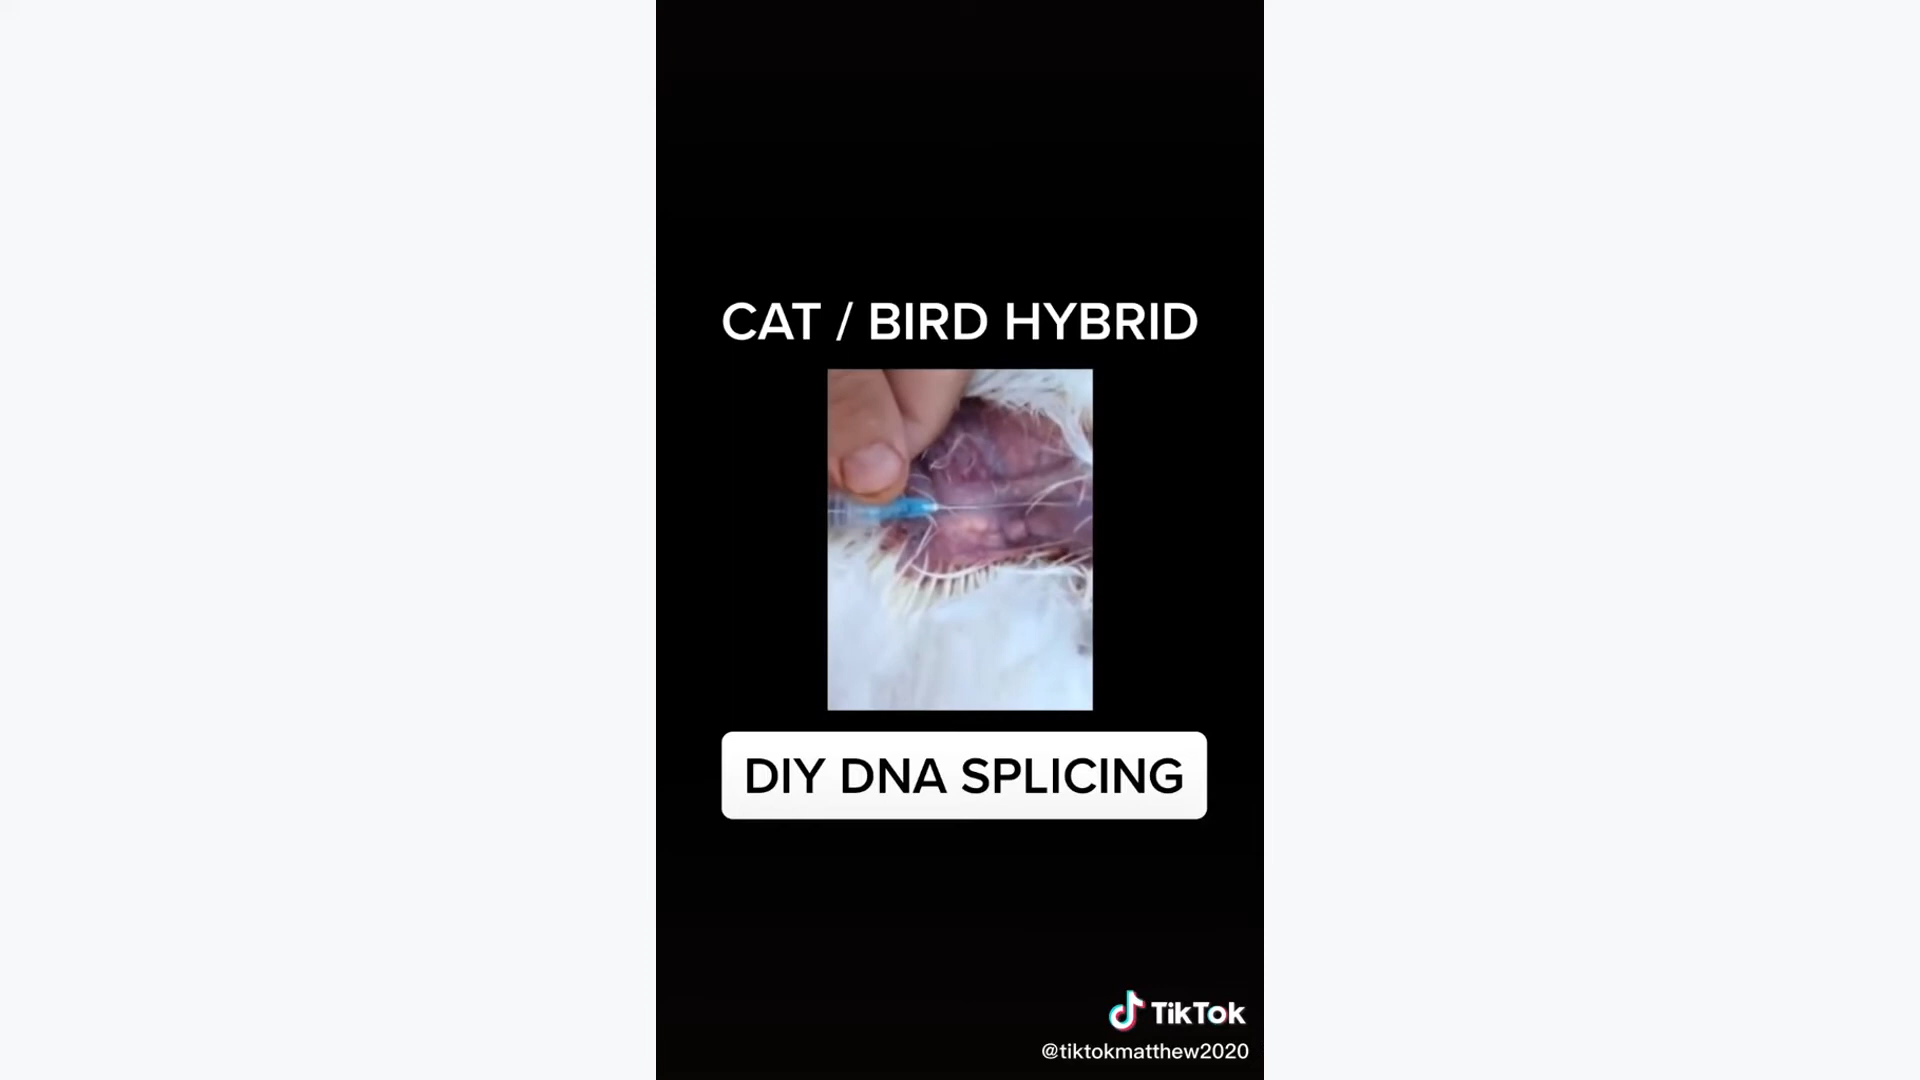 CAT / BIRD HYBRID
DIY DNA SPLICING
TikTok
@tiktokmatthew2020